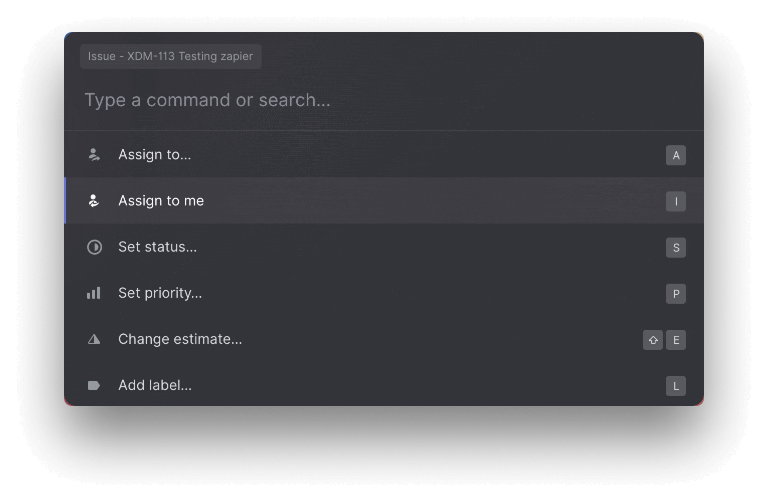 Issue - XDM-113 Testing zapier
Type a command or search...
Assign to... A
Assign to me I
Set status... S
Set priority... P
Change estimate... ⇧ E
Add label... L